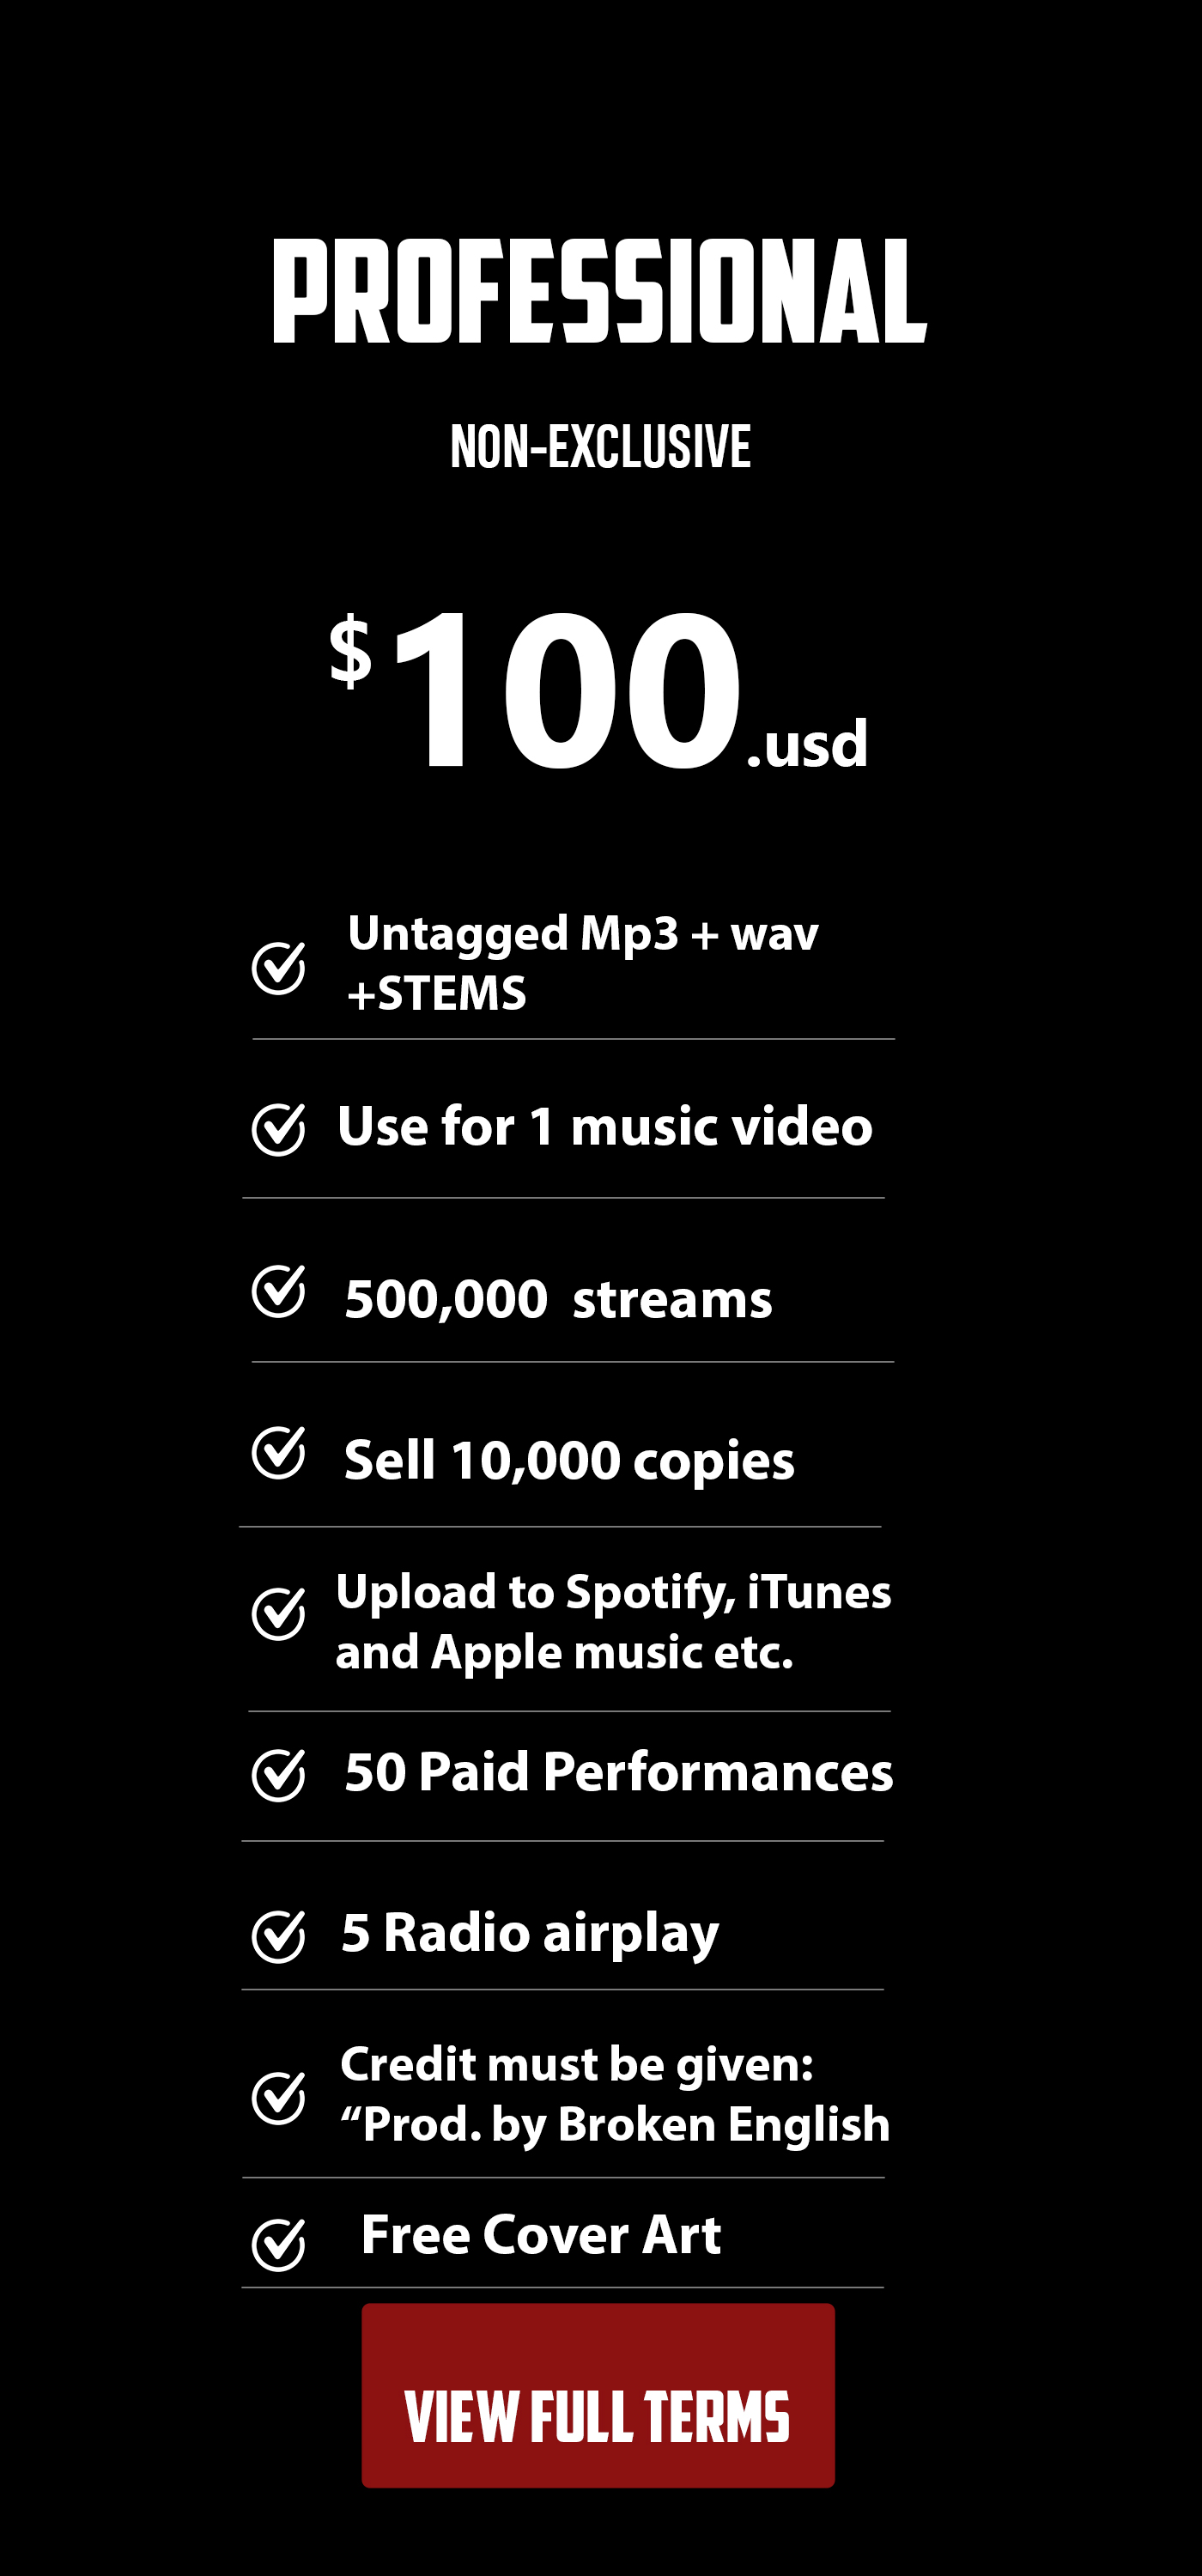 PROFESSIONAL
NON-EXCLUSIVE
$100.usd
Untagged Mp3 + wav
+STEMS
Use for 1 music video
500,000 streams
Sell 10,000 copies
Upload to Spotify, iTunes
and Apple music etc.
50 Paid Performances
5 Radio airplay
Credit must be given:
“Prod. by Broken English
Free Cover Art
VIEW FULL TERMS